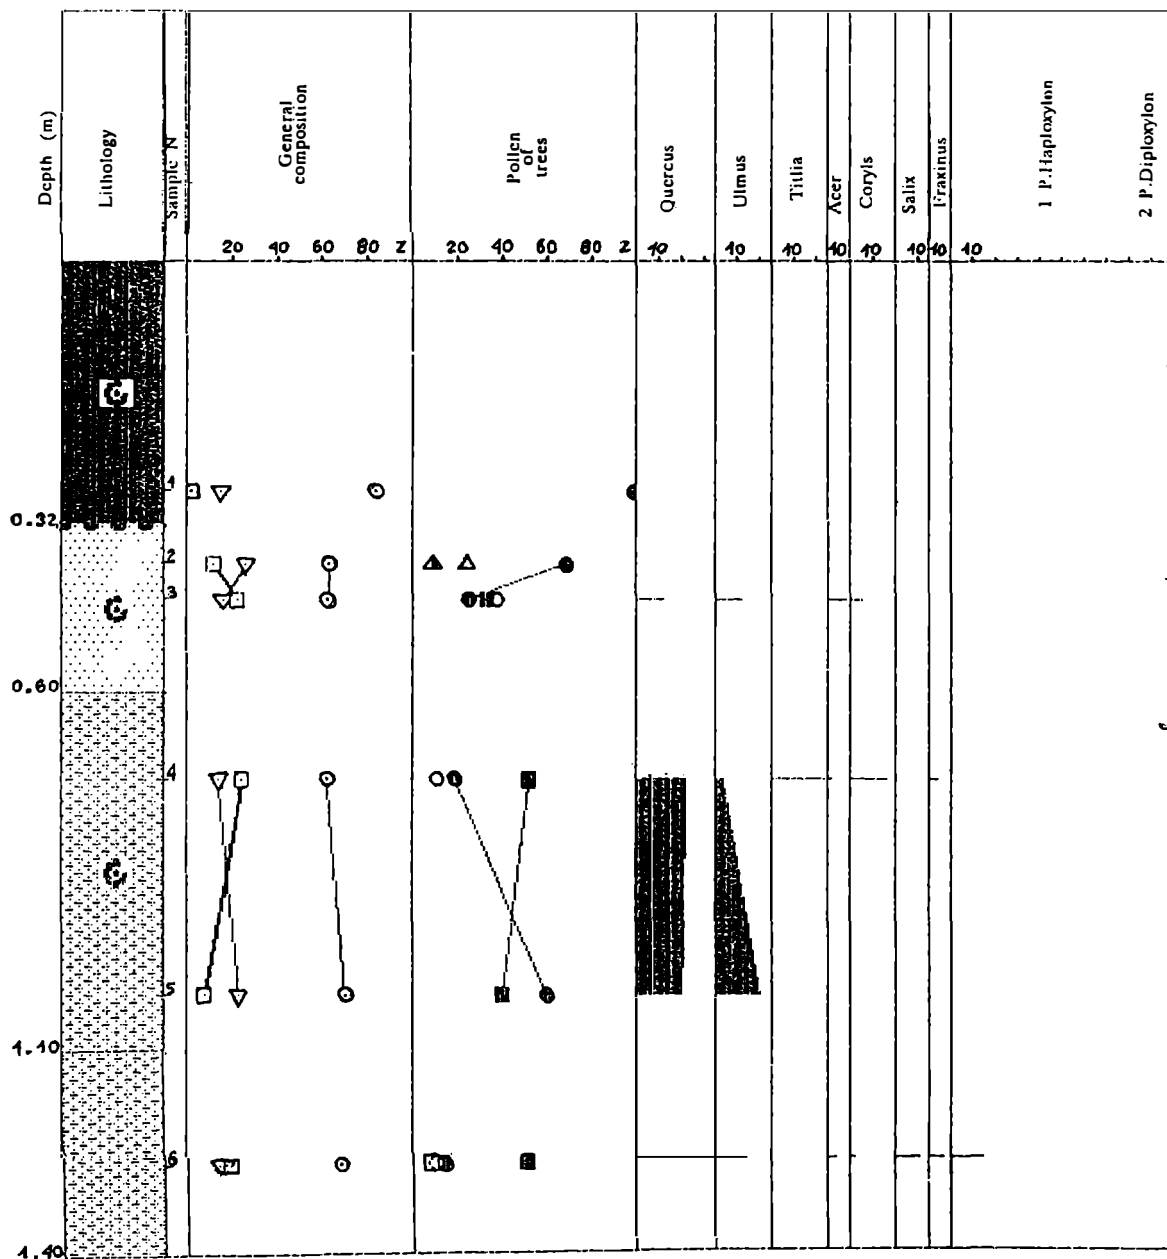 Depth (m)
Lithology
Sample N
General
composition
Pollen
of
trees
Quercus
Ulmus
Titlia
Acer
Coryls
Salix
Fraxinus
1 P.Haploxylon
2 P.Diploxylon
20 40 60 80 Z
20 40 60 80 Z
10
10
10
10
10
10
10
10
1
0.32
2
3
0.60
4
5
1.10
6
1.40